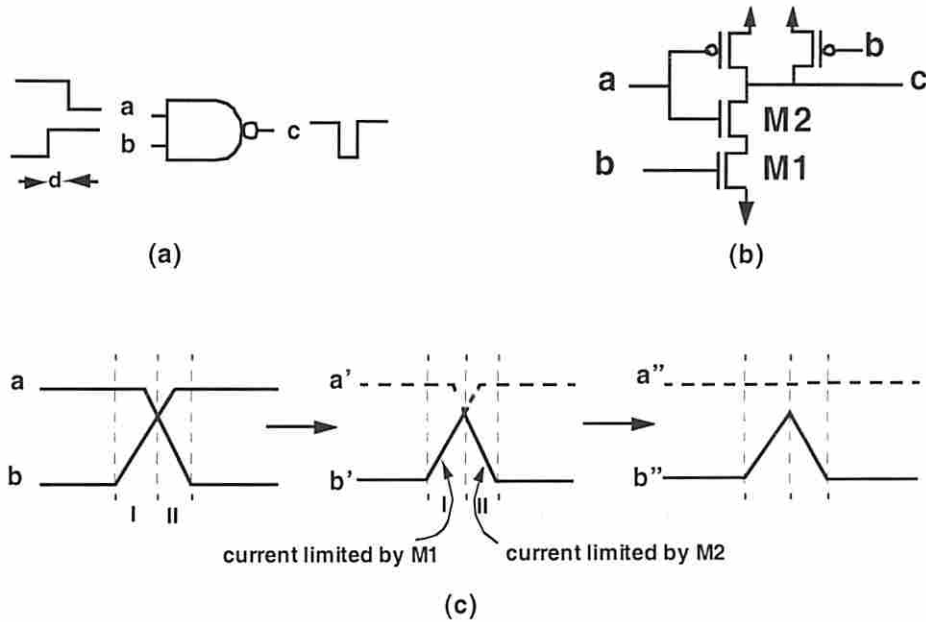 a
b
c
d
(a)
a
b
b
c
M2
M1
(b)
a
b
I
II
a'
b'
I
II
a"
b"
current limited by M1
current limited by M2
(c)